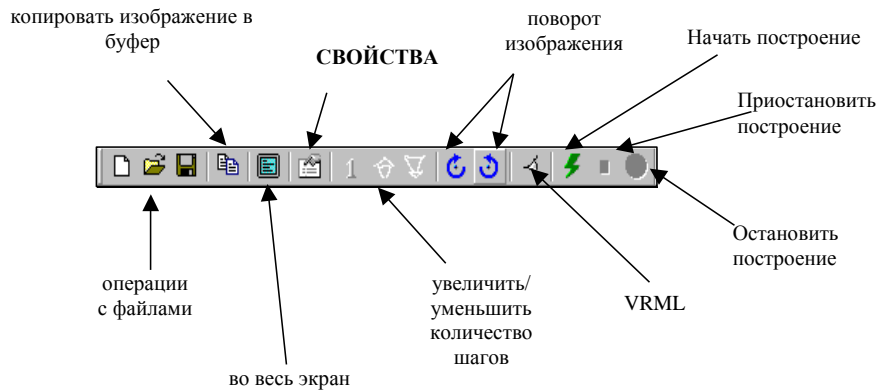 копировать изображение в
буфер
СВОЙСТВА
поворот
изображения
Начать построение
Приостановить
построение
1
Остановить
построение
операции
с файлами
увеличить/
уменьшить
количество
шагов
VRML
во весь экран